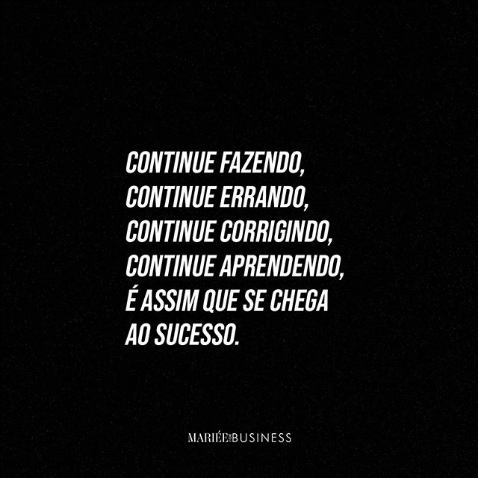 CONTINUE FAZENDO,
CONTINUE ERRANDO,
CONTINUE CORRIGINDO,
CONTINUE APRENDENDO,
É ASSIM QUE SE CHEGA
AO SUCESSO.
MARIÉE!BUSINESS